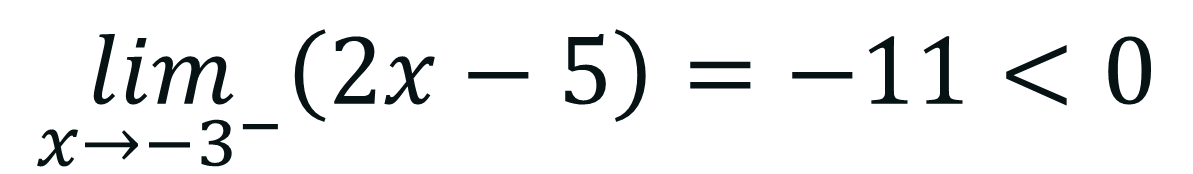 lim (2x − 5) = −11 < 0
x→−3⁻